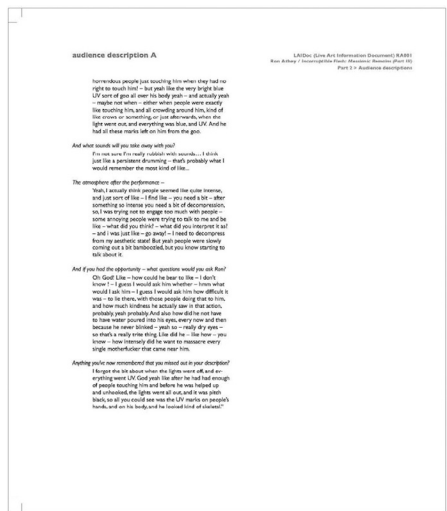 audience description A
LAIDoc (Live Art Information Document) RA001
Ron Athey / Incorruptible Flesh: Messianic Remains (Part III)
Part 3 > Audience descriptions
horrendous people just touching him when they had no
right to touch him! – but yeah like the very bright blue
UV sort of goo all over his body yeah – and actually yeah
– maybe not when – either when people were exactly
like touching him, and all crowding around him, kind of
like crows or something, or just afterwards, when the
light went out, and everything was blue, and UV. And he
had all these marks left on him from the goo.
And what sounds will you take away with you?
I'm not sure I'm really rubbish with sounds... I think
just like a persistent drumming – that's probably what I
would remember the most kind of like...
The atmosphere after the performance –
Yeah, I actually think people seemed like quite intense,
and just sort of like – I find like – you need a bit – after
something so intense you need a bit of decompression,
so, I was trying not to engage too much with people –
some annoying people were trying to talk to me and be
like – what did you think? – what did you interpret it as?
– and i was just like – go away! – I need to decompress
from my aesthetic state! But yeah people were slowly
coming out a bit bamboozled, but you know starting to
talk about it.
And if you had the opportunity – what questions would you ask Ron?
Oh God! Like – how could he bear to like – I don't
know ! – I guess I would ask him whether – hmm what
would I ask him – I guess I would ask him how difficult it
was – to lie there, with those people doing that to him,
and how much kindness he actually saw in that action,
probably, yeah probably. And also how did he not have
to have water poured into his eyes, every now and then
because he never blinked – yeah so – really dry eyes –
so that's a really trite thing. Like did he – like how – you
know – how intensely did he want to massacre every
single motherfucker that came near him.
Anything you've now remembered that you missed out in your description?
I forgot the bit about when the lights went off, and ev-
erything went UV. God yeah like after he had had enough
of people touching him and before he was helped up
and unhooked, the lights went all out, and it was pitch
black, so all you could see was the UV marks on people's
hands, and on his body, and he looked kind of skeletal."